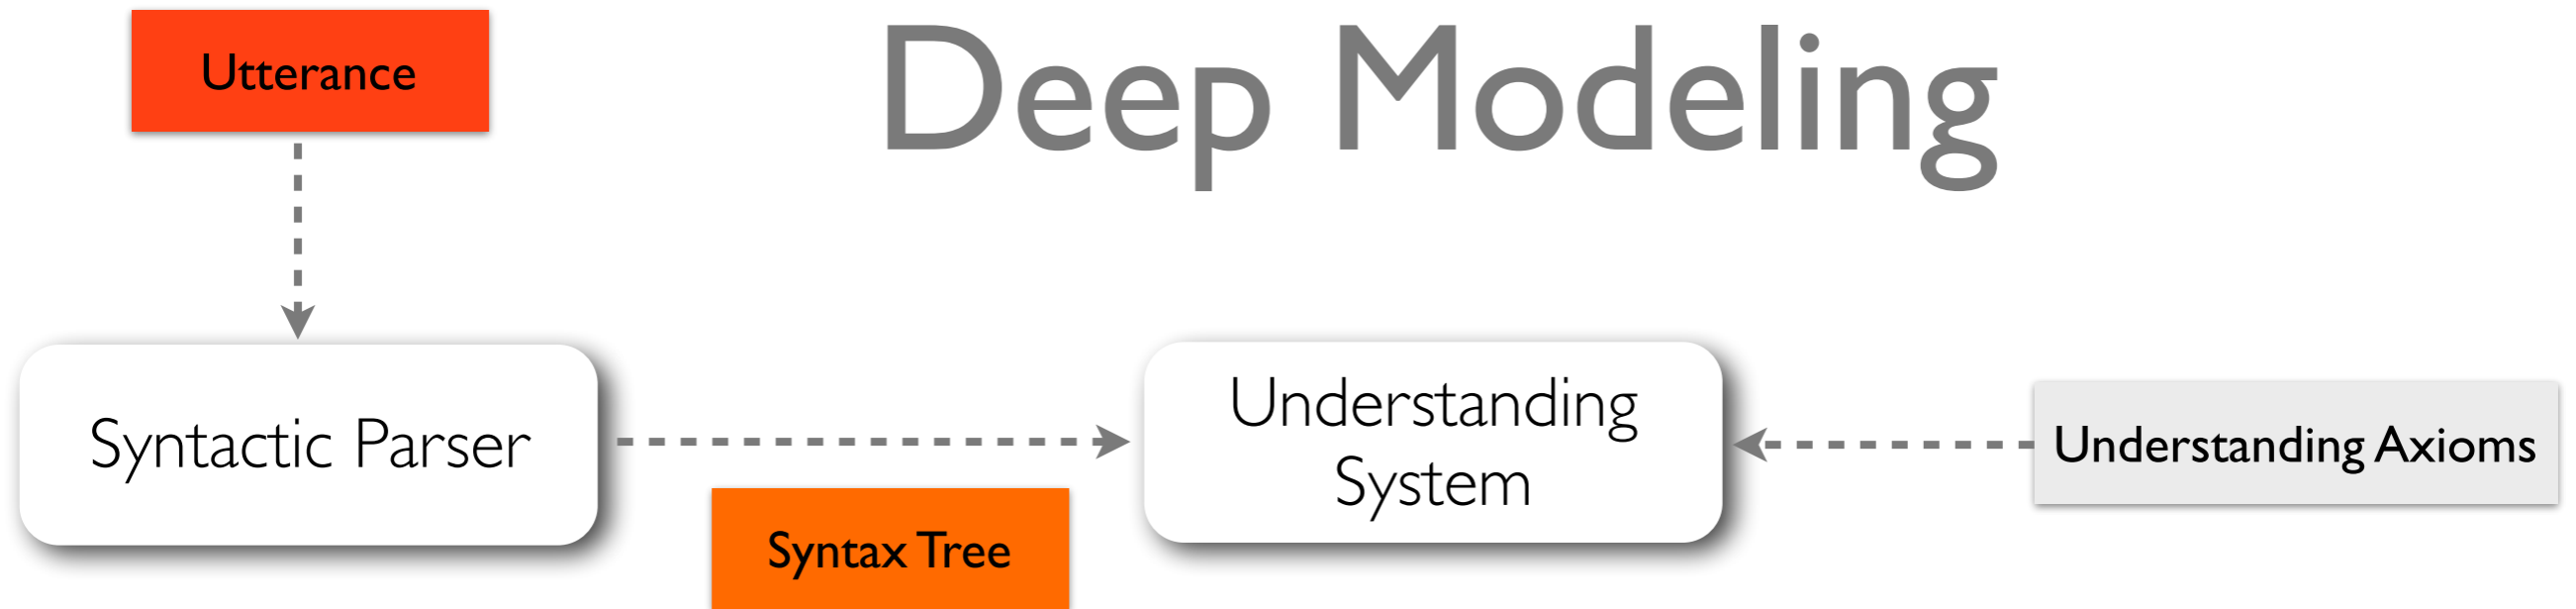 Utterance
Deep Modeling
Syntactic Parser
Understanding
System
Understanding Axioms
Syntax Tree